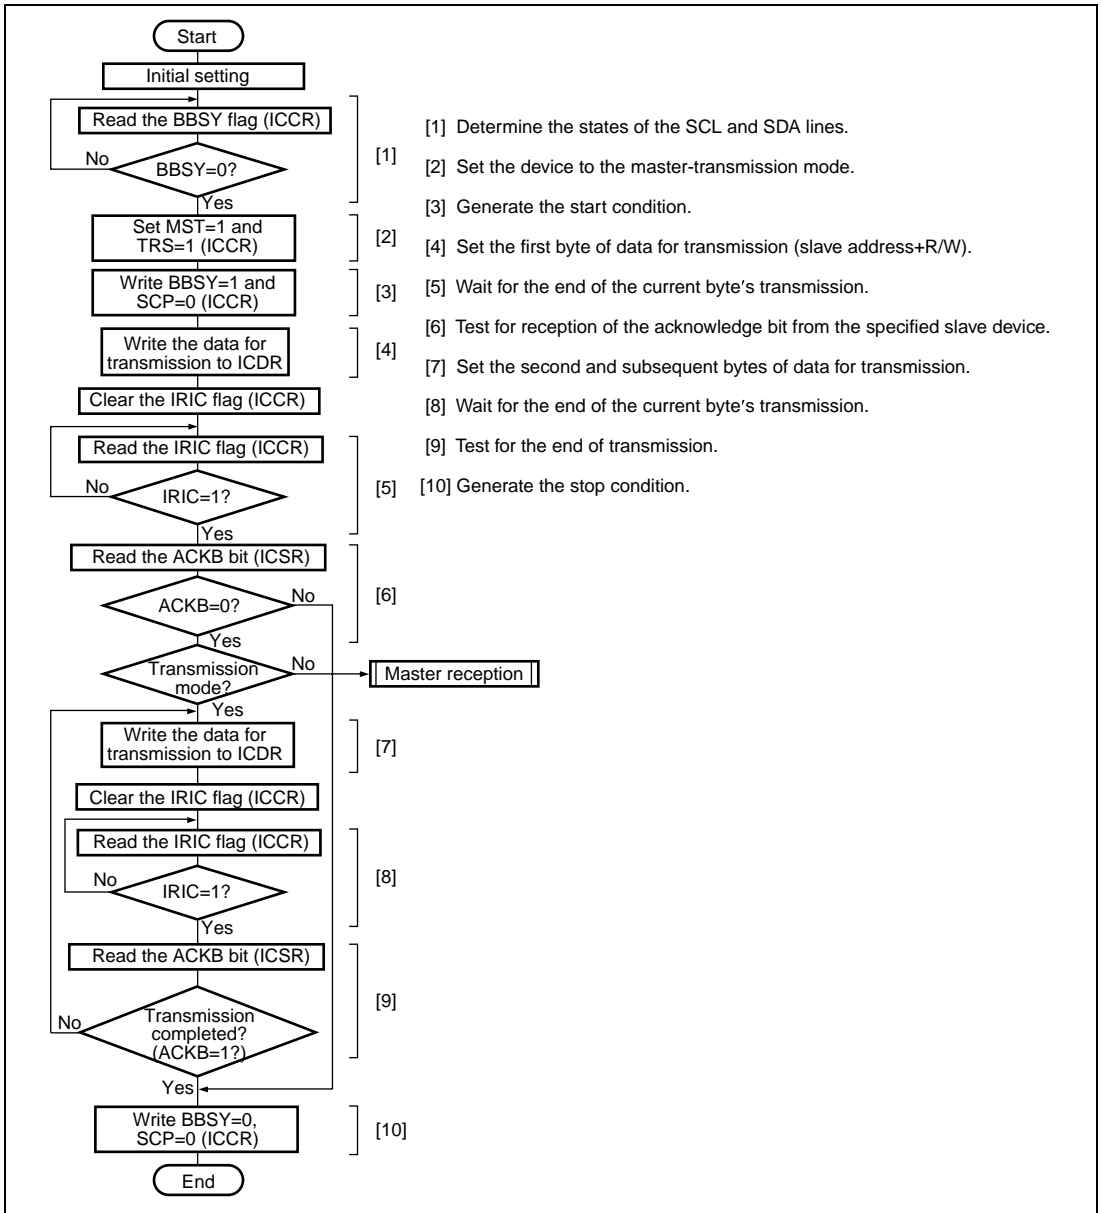 Start
Initial setting
Read the BBSY flag (ICCR)
No
BBSY=0?
Yes
[1]
Set MST=1 and
TRS=1 (ICCR)
[2]
Write BBSY=1 and
SCP=0 (ICCR)
[3]
Write the data for
transmission to ICDR
[4]
Clear the IRIC flag (ICCR)
Read the IRIC flag (ICCR)
No
IRIC=1?
Yes
[5]
Read the ACKB bit (ICSR)
ACKB=0?
No
Yes
[6]
Transmission
mode?
No
Master reception
Yes
Write the data for
transmission to ICDR
[7]
Clear the IRIC flag (ICCR)
Read the IRIC flag (ICCR)
No
IRIC=1?
Yes
[8]
Read the ACKB bit (ICSR)
No
Transmission
completed?
(ACKB=1?)
[9]
Yes
Write BBSY=0,
SCP=0 (ICCR)
[10]
End
[1] Determine the states of the SCL and SDA lines.
[2] Set the device to the master-transmission mode.
[3] Generate the start condition.
[4] Set the first byte of data for transmission (slave address+R/W).
[5] Wait for the end of the current byte′s transmission.
[6] Test for reception of the acknowledge bit from the specified slave device.
[7] Set the second and subsequent bytes of data for transmission.
[8] Wait for the end of the current byte′s transmission.
[9] Test for the end of transmission.
[10] Generate the stop condition.